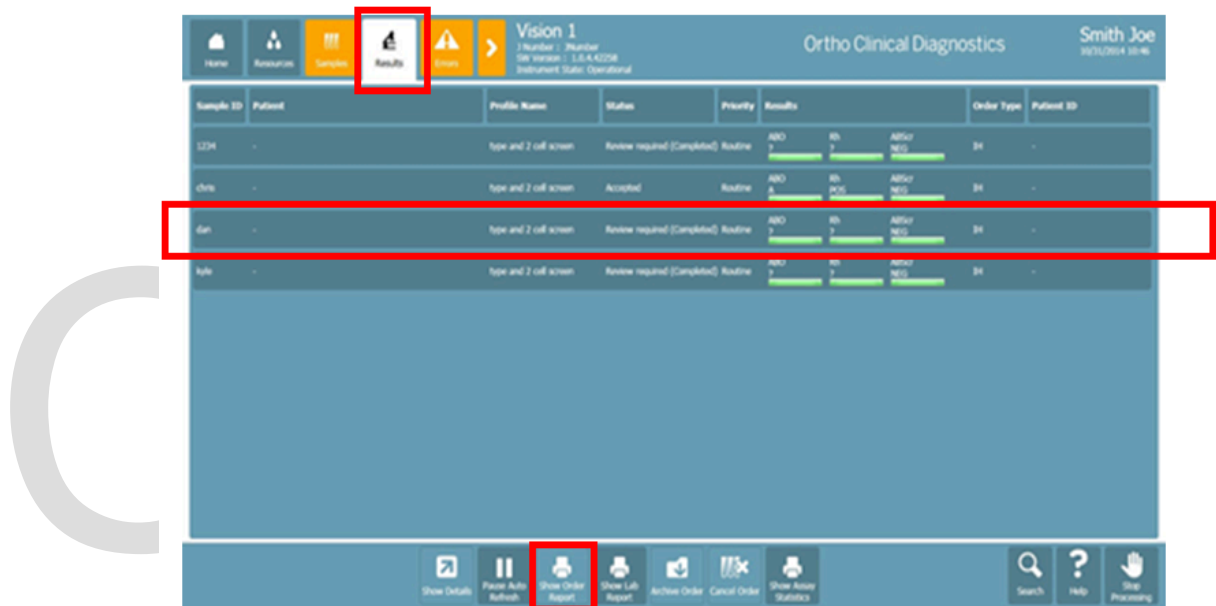 Vision 1
J Number : JNumber
SW Version : 1.0.4.42258
Instrument State: Operational
Ortho Clinical Diagnostics
Smith Joe
10/31/2014 10:46
Home
Resources
Samples
Results
Errors
Sample ID Patient Profile Name Status Priority Results Order Type Patient ID
ABO Rh ABScr
1234 - type and 2 cell screen Review required (Completed) Routine ? ? NEG IH -
ABO Rh ABScr
chris - type and 2 cell screen Accepted Routine A POS NEG IH -
ABO Rh ABScr
dan - type and 2 cell screen Review required (Completed) Routine ? ? NEG IH -
ABO Rh ABScr
kyle - type and 2 cell screen Review required (Completed) Routine ? ? NEG IH -
Show Details
Pause Auto
Refresh
Show Order
Report
Show Lab
Report
Archive Order
Cancel Order
Show Assay
Statistics
Search
Help
Stop
Processing
C